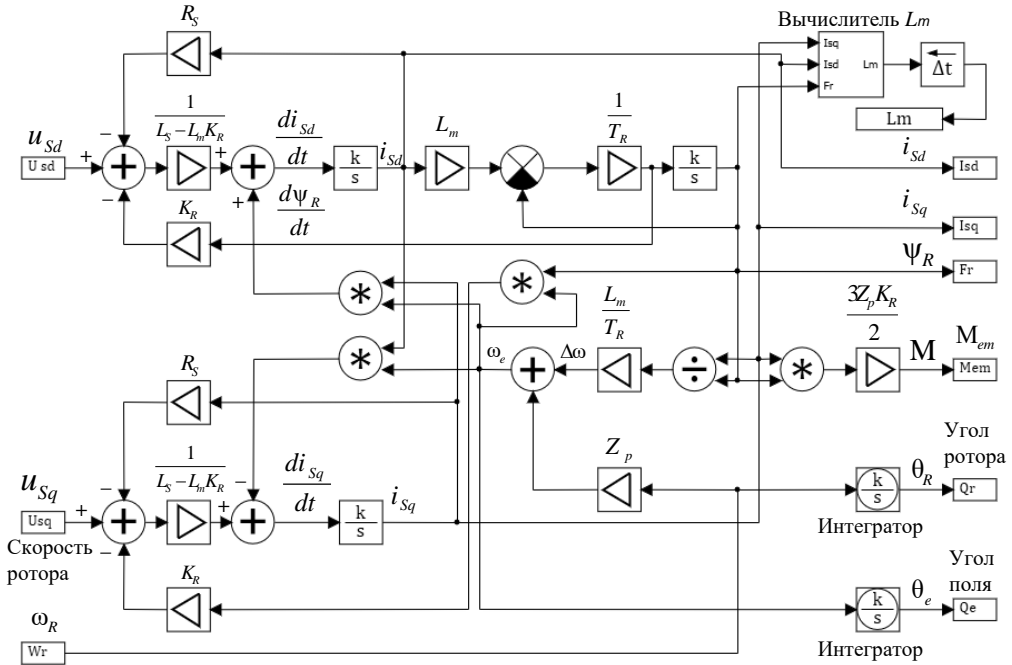 R_S
Вычислитель Lm
Isq
Isd
Fr
Lm
Δt
Lm
1
L_S – L_m K_R
di_Sd
dt
L_m
1
T_R
u_Sd
U sd
–
+
–
+
+
k
s
i_Sd
k
s
i_Sd
Isd
K_R
dψ_R
dt
i_Sq
Isq
ψ_R
Fr
*
*
L_m
T_R
3Z_p K_R
2
*
R_S
ω_e
+
Δω
÷
*
M
M_em
Mem
1
L_S – L_m K_R
di_Sq
dt
i_Sq
Z_p
Угол
ротора
θ_R
u_Sq
Usq
+
–
–
+
–
k
s
k
s
Qr
Скорость
ротора
Интегратор
K_R
Угол
поля
θ_e
k
s
Qe
ω_R
Wr
Интегратор